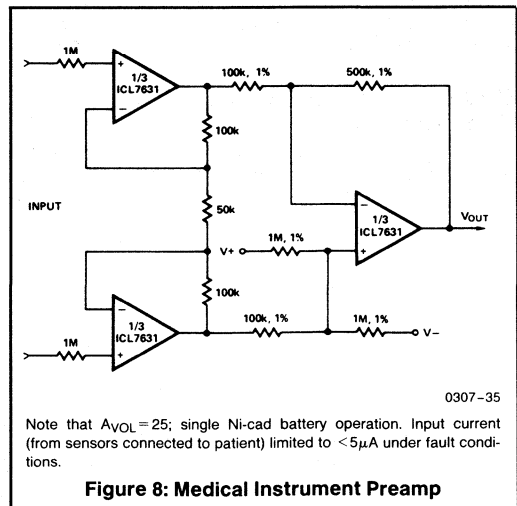 1M
+
1/3
ICL7631
−
100k, 1%
500k, 1%
100k
INPUT
50k
V+
1M, 1%
−
1/3
ICL7631
+
VOUT
100k
−
1/3
ICL7631
+
1M
100k, 1%
1M, 1%
V−
0307–35
Note that AVOL = 25; single Ni-cad battery operation. Input current
(from sensors connected to patient) limited to <5μA under fault condi-
tions.
Figure 8: Medical Instrument Preamp